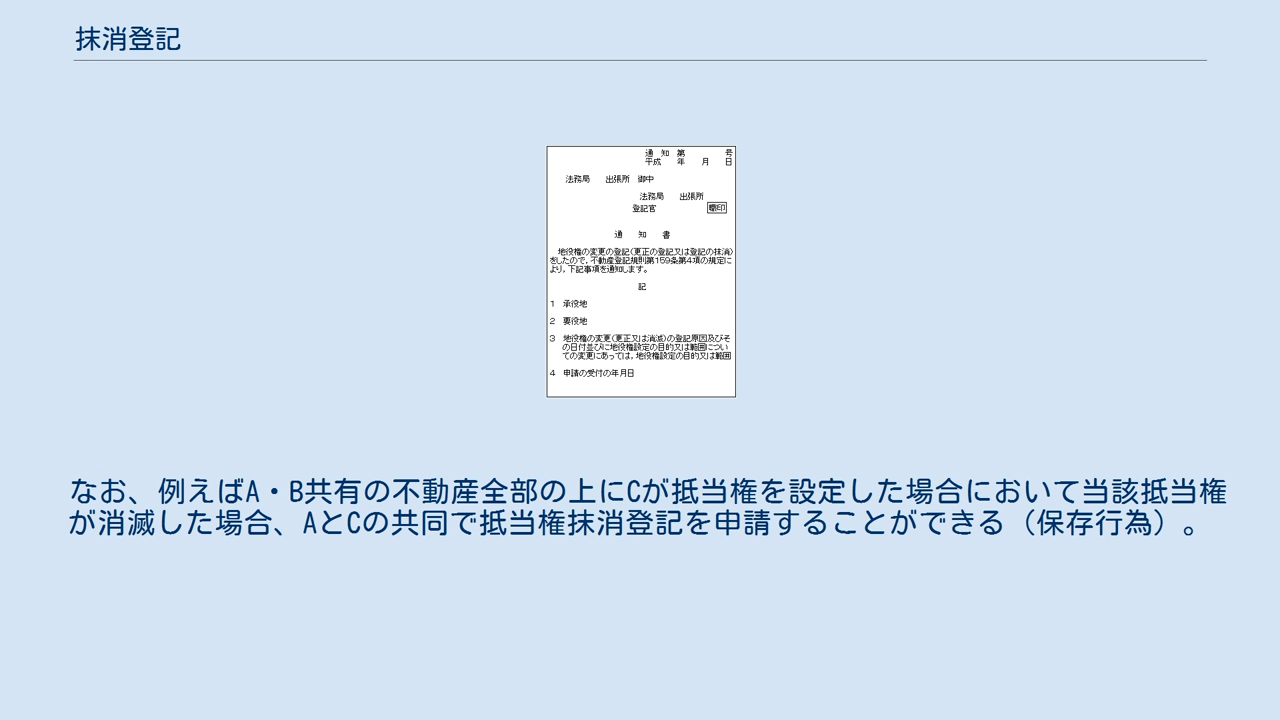 抹消登記
通 知 第 号
平成 年 月 日
法務局 出張所 御中
法務局 出張所
登記官 職印
通 知 書
地役権の変更の登記(更正の登記又は登記の抹消)
をしたので,不動産登記規則第159条第4項の規定に
より,下記事項を通知します。
記
1 承役地
2 要役地
3 地役権の変更(更正又は消滅)の登記原因及びそ
の日付並びに地役権設定の目的又は範囲につい
ての変更にあっては,地役権設定の目的又は範囲
4 申請の受付の年月日
なお、例えばA・B共有の不動産全部の上にCが抵当権を設定した場合において当該抵当権
が消滅した場合、AとCの共同で抵当権抹消登記を申請することができる（保存行為）。